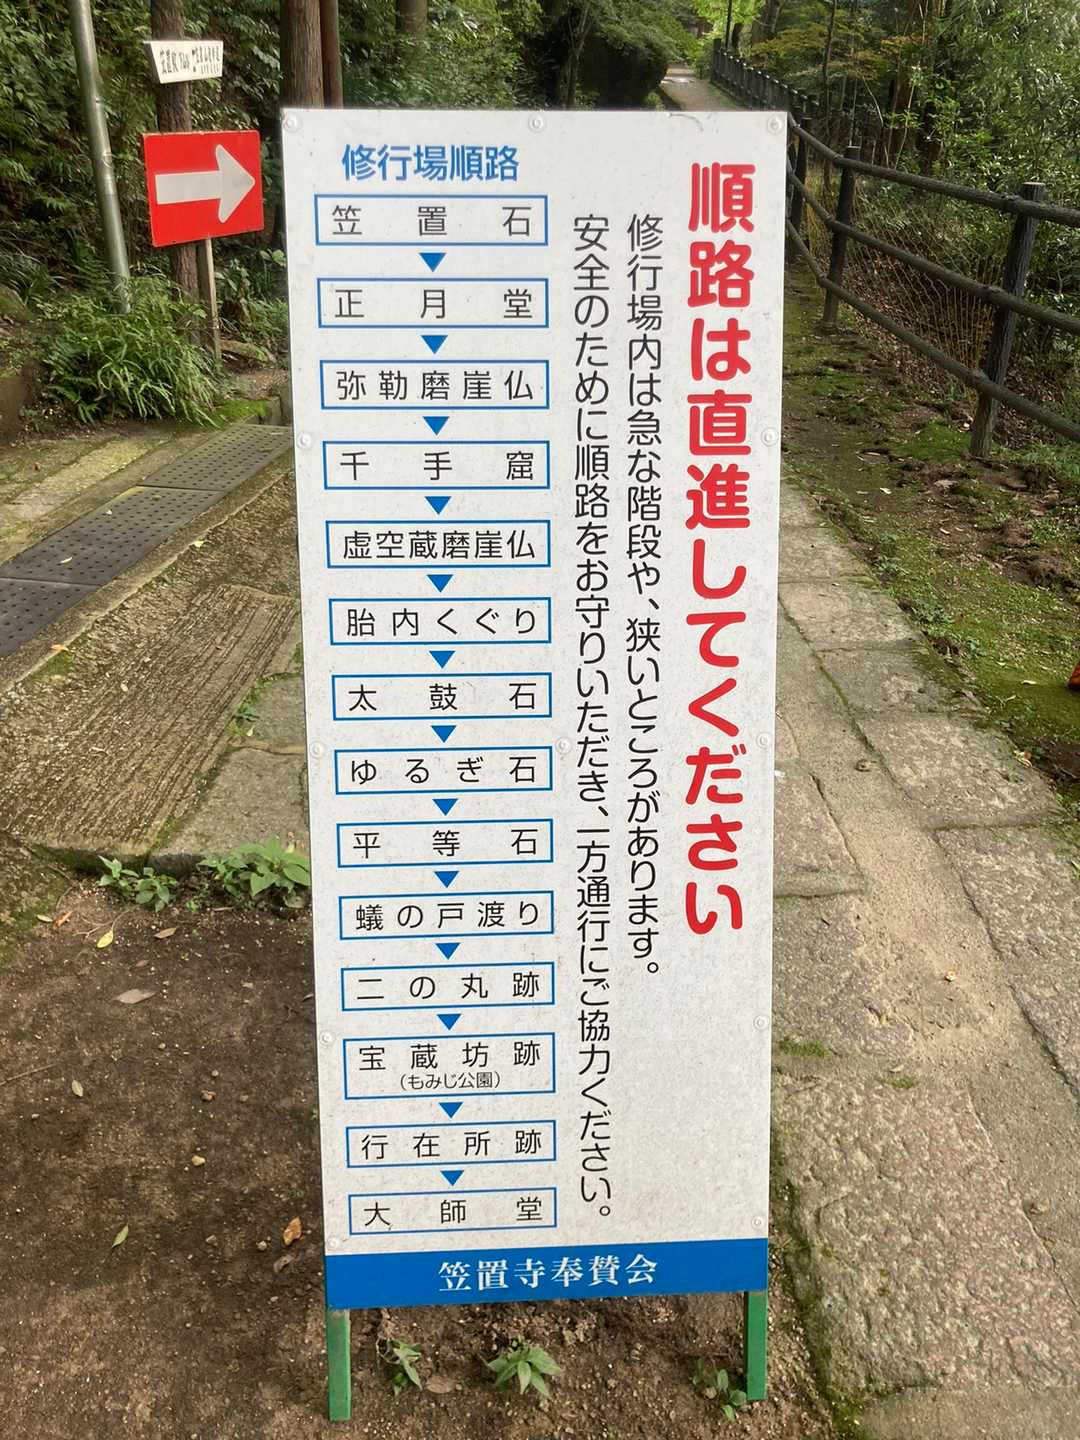 順路は直進してください
修行場内は急な階段や、狭いところがあります。
安全のために順路をお守りいただき、一方通行にご協力ください。
修行場順路
笠置石
正月堂
弥勒磨崖仏
千手窟
虚空蔵磨崖仏
胎内くぐり
太鼓石
ゆるぎ石
平等石
蟻の戸渡り
二の丸跡
宝蔵坊跡
(もみじ公園)
行在所跡
大師堂
笠置寺奉賛会